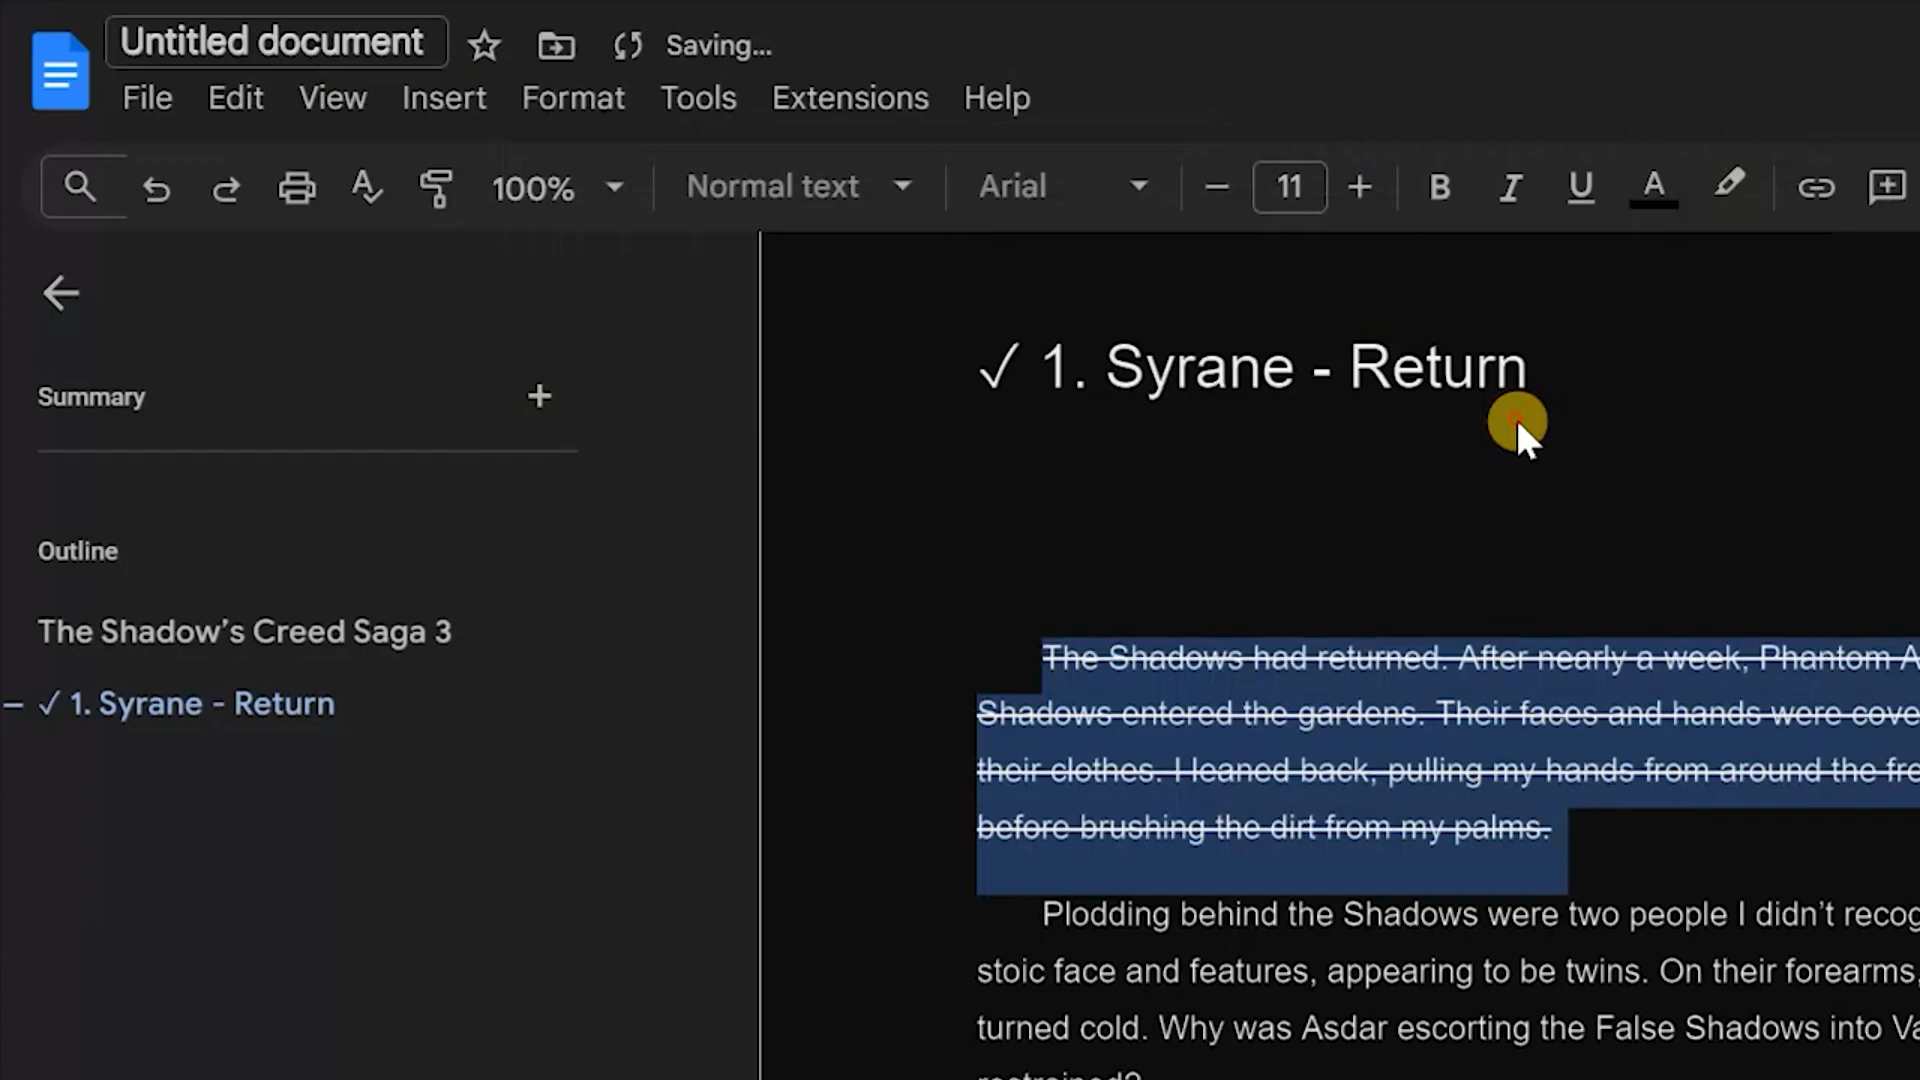 Untitled document
Saving...
File Edit View Insert Format Tools Extensions Help
100% Normal text Arial 11 B I U A
Summary
Outline
The Shadow’s Creed Saga 3
✓ 1. Syrane - Return
✓ 1. Syrane - Return
The Shadows had returned. After nearly a week, Phantom A
Shadows entered the gardens. Their faces and hands were cove
their clothes. I leaned back, pulling my hands from around the fre
before brushing the dirt from my palms.
Plodding behind the Shadows were two people I didn’t recog
stoic face and features, appearing to be twins. On their forearms,
turned cold. Why was Asdar escorting the False Shadows into Va
restrained?